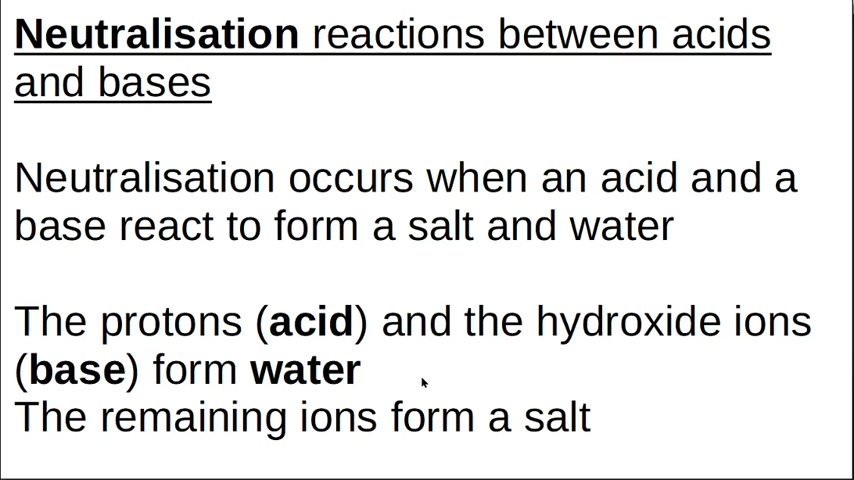 Neutralisation reactions between acids
and bases
Neutralisation occurs when an acid and a
base react to form a salt and water
The protons (acid) and the hydroxide ions
(base) form water
The remaining ions form a salt